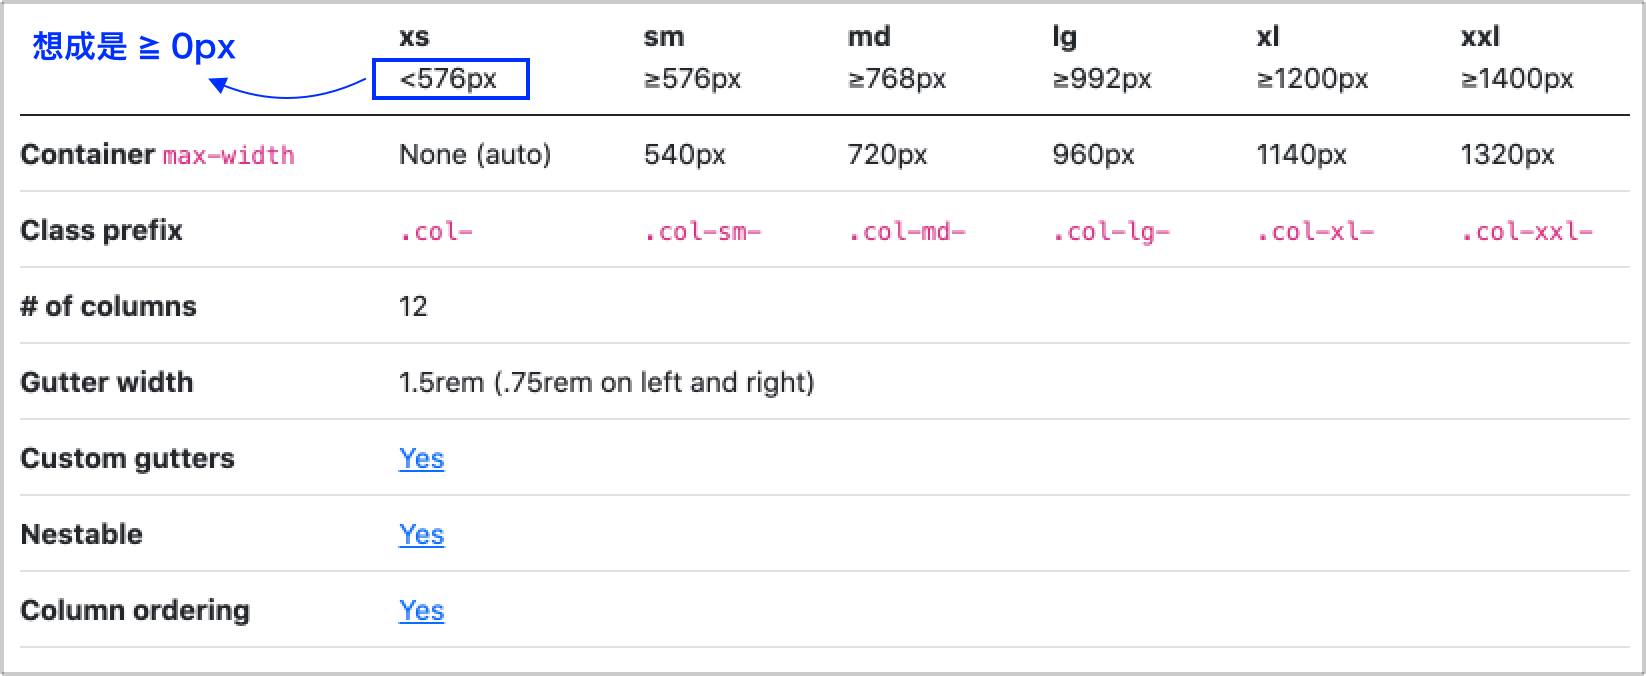 想成是 ≧ 0px
xs sm md lg xl xxl
<576px ≥576px ≥768px ≥992px ≥1200px ≥1400px
Container max-width None (auto) 540px 720px 960px 1140px 1320px
Class prefix .col- .col-sm- .col-md- .col-lg- .col-xl- .col-xxl-
# of columns 12
Gutter width 1.5rem (.75rem on left and right)
Custom gutters Yes
Nestable Yes
Column ordering Yes